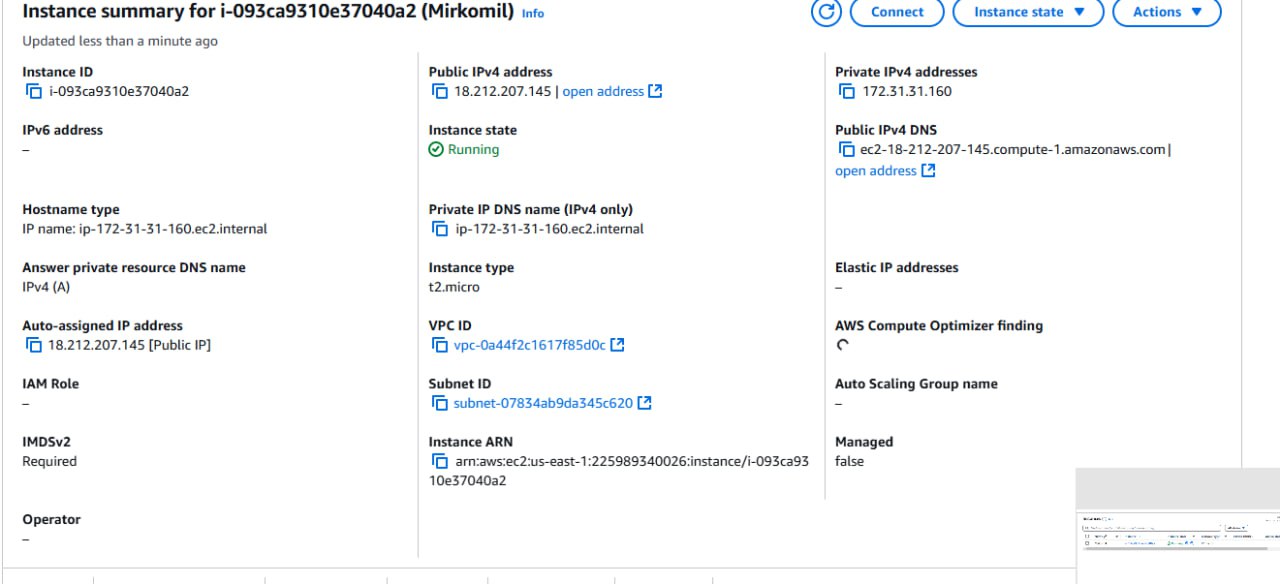 Instance summary for i-093ca9310e37040a2 (Mirkomil) Info
Connect
Instance state
Actions
Updated less than a minute ago
Instance ID
i-093ca9310e37040a2
Public IPv4 address
18.212.207.145 | open address
Private IPv4 addresses
172.31.31.160
IPv6 address
–
Instance state
Running
Public IPv4 DNS
ec2-18-212-207-145.compute-1.amazonaws.com |
open address
Hostname type
IP name: ip-172-31-31-160.ec2.internal
Private IP DNS name (IPv4 only)
ip-172-31-31-160.ec2.internal
Answer private resource DNS name
IPv4 (A)
Instance type
t2.micro
Elastic IP addresses
–
Auto-assigned IP address
18.212.207.145 [Public IP]
VPC ID
vpc-0a44f2c1617f85d0c
AWS Compute Optimizer finding
IAM Role
–
Subnet ID
subnet-07834ab9da345c620
Auto Scaling Group name
–
IMDSv2
Required
Instance ARN
arn:aws:ec2:us-east-1:225989340026:instance/i-093ca93
10e37040a2
Managed
false
Operator
–